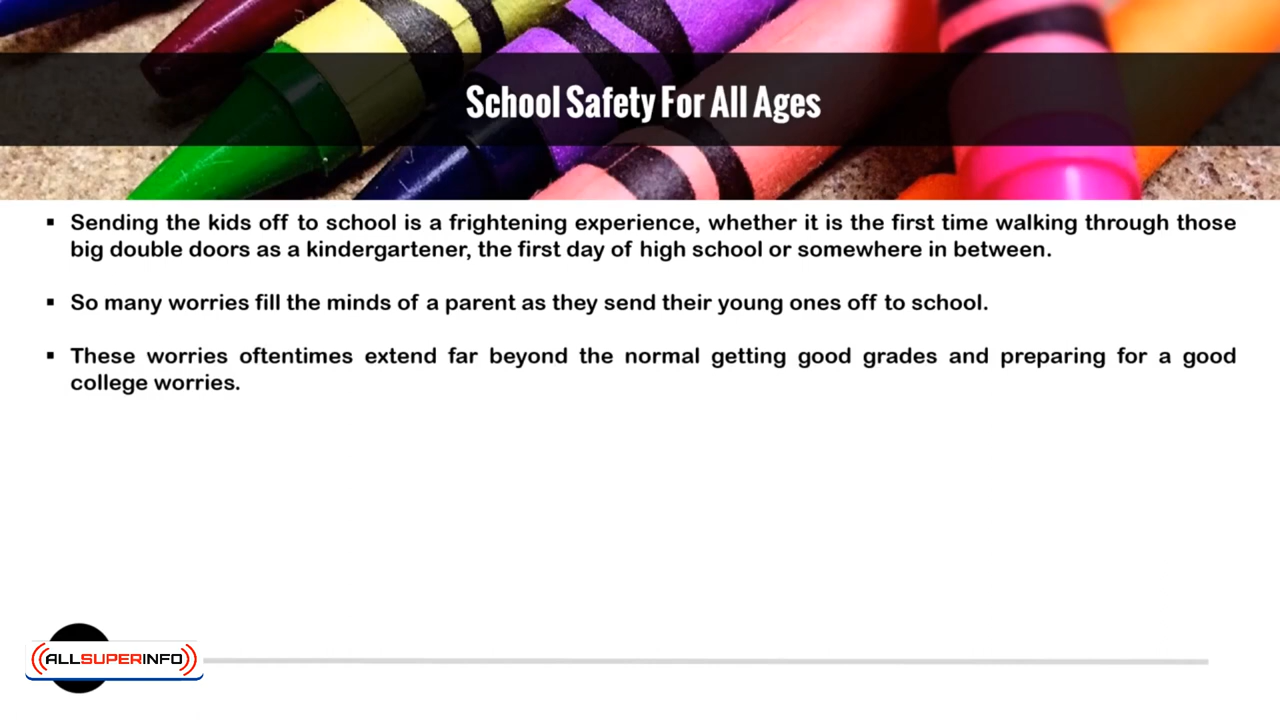 School Safety For All Ages
▪ Sending the kids off to school is a frightening experience, whether it is the first time walking through those
big double doors as a kindergartener, the first day of high school or somewhere in between.
▪ So many worries fill the minds of a parent as they send their young ones off to school.
▪ These worries oftentimes extend far beyond the normal getting good grades and preparing for a good
college worries.
ALLSUPERINFO